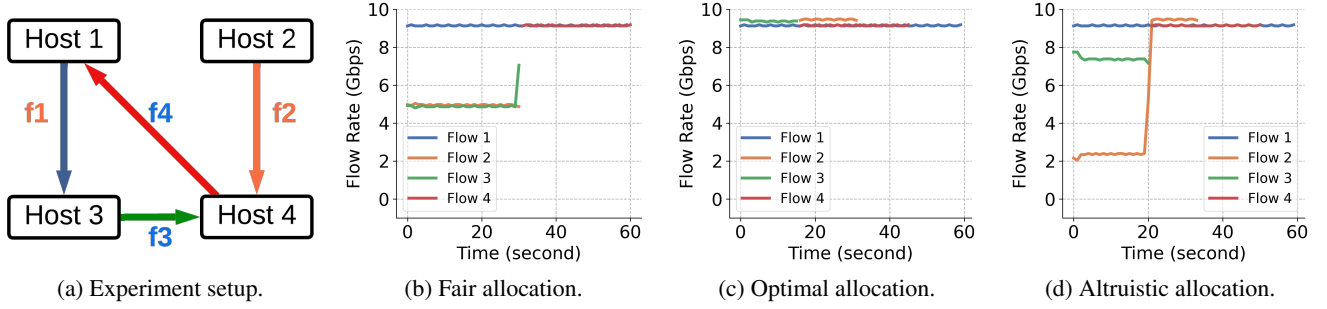 Host 1
Host 2
f1
f4
f2
Host 3
Host 4
f3
(a) Experiment setup.
Flow Rate (Gbps)
10
8
6
4
2
0
Flow 1
Flow 2
Flow 3
Flow 4
0
20
40
60
Time (second)
(b) Fair allocation.
Flow Rate (Gbps)
10
8
6
4
2
0
Flow 1
Flow 2
Flow 3
Flow 4
0
20
40
60
Time (second)
(c) Optimal allocation.
Flow Rate (Gbps)
10
8
6
4
2
0
Flow 1
Flow 2
Flow 3
Flow 4
0
20
40
60
Time (second)
(d) Altruistic allocation.